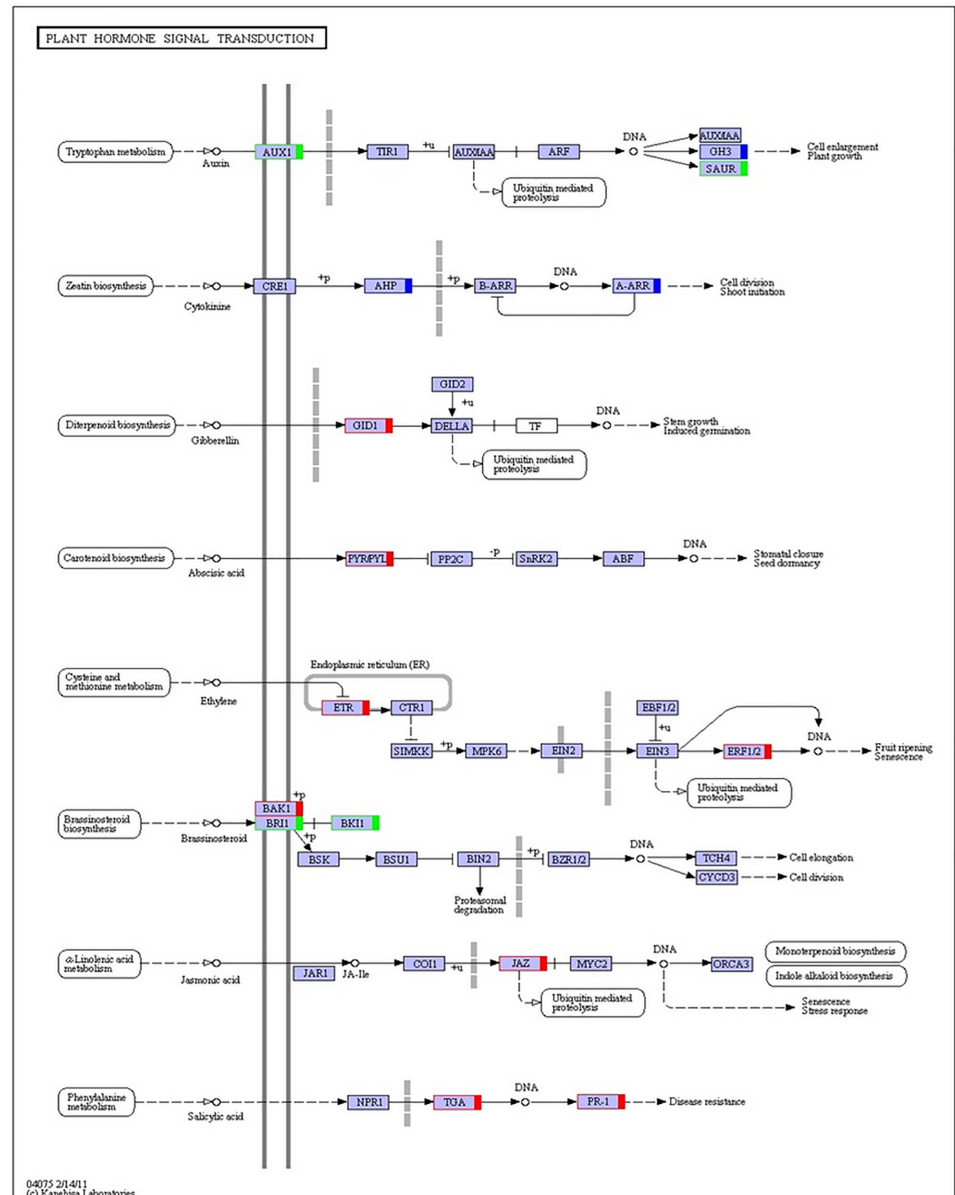 PLANT HORMONE SIGNAL TRANSDUCTION
Tryptophan metabolism
Auxin
AUX1
TIR1
+u
AUX/IAA
ARF
DNA
AUX/IAA
GH3
SAUR
Cell enlargement
Plant growth
Ubiquitin mediated
proteolysis
Zeatin biosynthesis
Cytokinine
CRE1
+p
AHP
+p
B-ARR
DNA
A-ARR
Cell division
Shoot initiation
GID2
+u
Diterpenoid biosynthesis
Gibberellin
GID1
DELLA
TF
DNA
Stem growth
Induced germination
Ubiquitin mediated
proteolysis
Carotenoid biosynthesis
Abscisic acid
PYR/PYL
PP2C
-p
SnRK2
ABF
DNA
Stomatal closure
Seed dormancy
Cysteine and
methionine metabolism
Ethylene
Endoplasmic reticulum (ER)
ETR
CTR1
EBF1/2
+u
SIMKK
+p
MPK6
EIN2
EIN3
ERF1/2
DNA
Fruit ripening
Senescence
Ubiquitin mediated
proteolysis
Brassinosteroid
biosynthesis
Brassinosteroid
BAK1
+p
BRI1
BKI1
+p
BSK
BSU1
BIN2
+p
BZR1/2
DNA
TCH4
Cell elongation
CYCD3
Cell division
Proteasomal
degradation
α-Linolenic acid
metabolism
Jasmonic acid
JAR1
JA-Ile
COI1
+u
JAZ
MYC2
DNA
ORCA3
Monoterpenoid biosynthesis
Indole alkaloid biosynthesis
Ubiquitin mediated
proteolysis
Senescence
Stress response
Phenylalanine
metabolism
Salicylic acid
NPR1
TGA
DNA
PR-1
Disease resistance
04075 2/14/11
(c) Kanehisa Laboratories